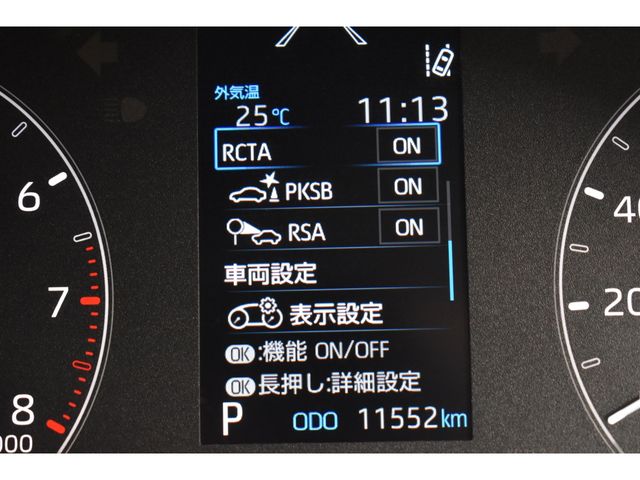 外気温
25℃ 11:13
RCTA ON
PKSB ON
RSA ON
車両設定
表示設定
OK:機能 ON/OFF
OK長押し:詳細設定
P ODO 11552km
6
7
8
000
40
20